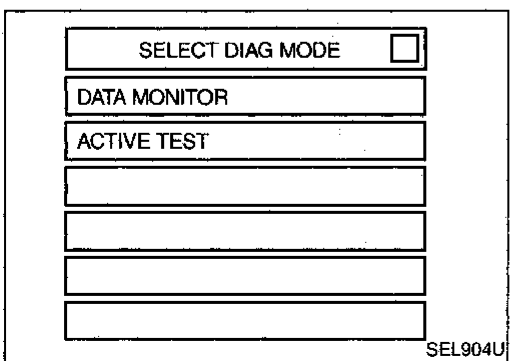 SELECT DIAG MODE
DATA MONITOR
ACTIVE TEST
SEL904U